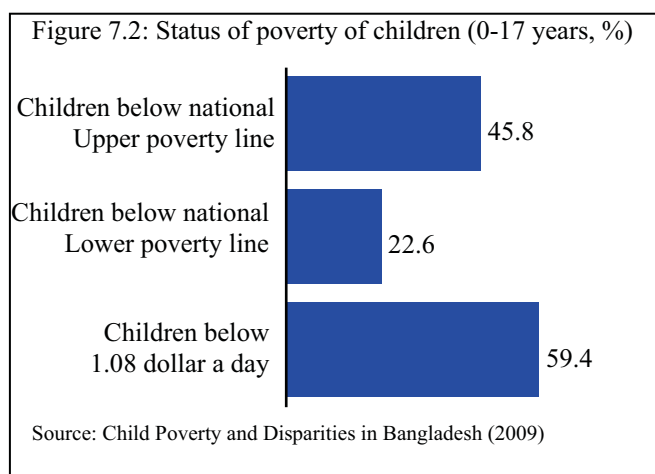 Figure 7.2: Status of poverty of children (0-17 years, %)
Children below national
Upper poverty line
45.8
Children below national
Lower poverty line
22.6
Children below
1.08 dollar a day
59.4
Source: Child Poverty and Disparities in Bangladesh (2009)